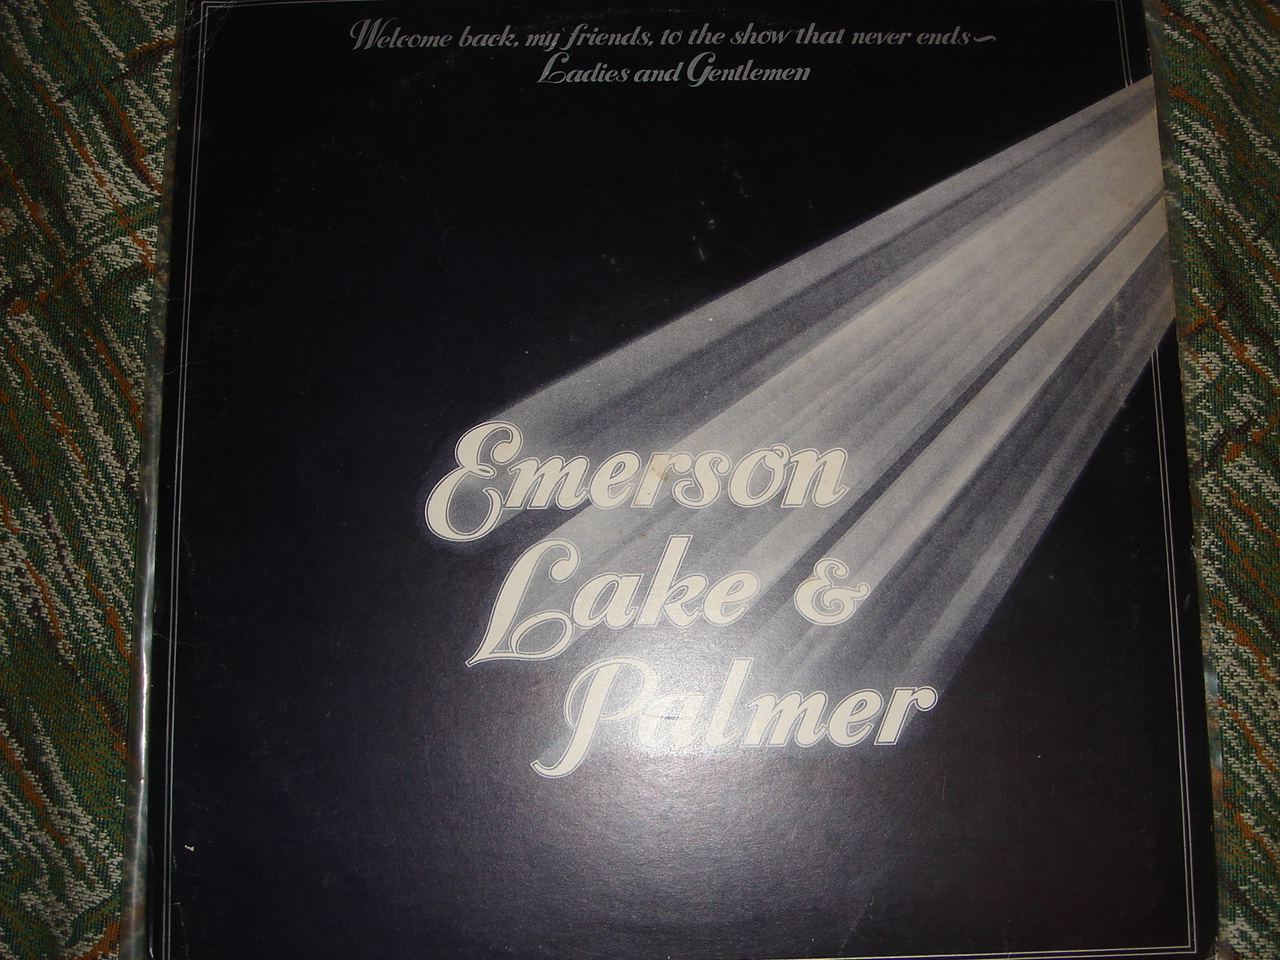 Welcome back, my friends, to the show that never ends~
Ladies and Gentlemen
Emerson
Lake &
Palmer